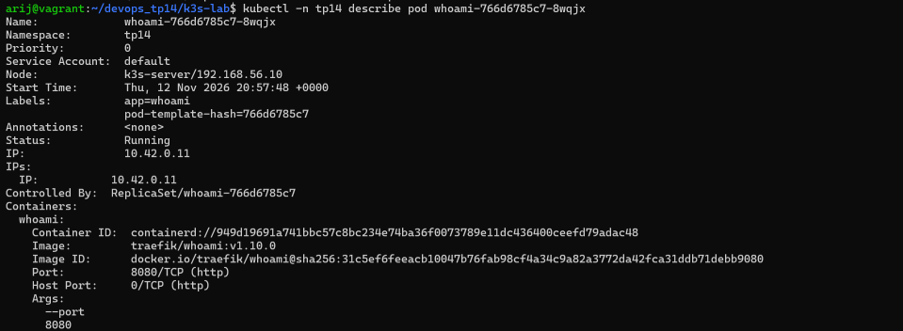 arij@vagrant:~/devops_tp14/k3s-lab$ kubectl -n tp14 describe pod whoami-766d6785c7-8wqjx
Name:             whoami-766d6785c7-8wqjx
Namespace:        tp14
Priority:         0
Service Account:  default
Node:             k3s-server/192.168.56.10
Start Time:       Thu, 12 Nov 2026 20:57:48 +0000
Labels:           app=whoami
                  pod-template-hash=766d6785c7
Annotations:      <none>
Status:           Running
IP:               10.42.0.11
IPs:
  IP:           10.42.0.11
Controlled By:  ReplicaSet/whoami-766d6785c7
Containers:
  whoami:
    Container ID:  containerd://949d19691a741bbc57c8bc234e74ba36f0073789e11dc436400ceefd79adac48
    Image:         traefik/whoami:v1.10.0
    Image ID:      docker.io/traefik/whoami@sha256:31c5ef6feeacb10047b76fab98cf4a34c9a82a3772da42fca31ddb71debb9080
    Port:          8080/TCP (http)
    Host Port:     0/TCP (http)
    Args:
      --port
      8080